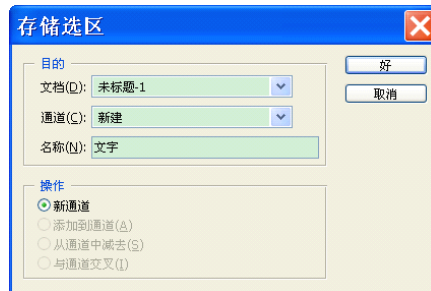 存储选区
目的
文档(D): 未标题-1
通道(C): 新建
名称(N): 文字
好
取消
操作
新通道
添加到通道(A)
从通道中减去(S)
与通道交叉(I)